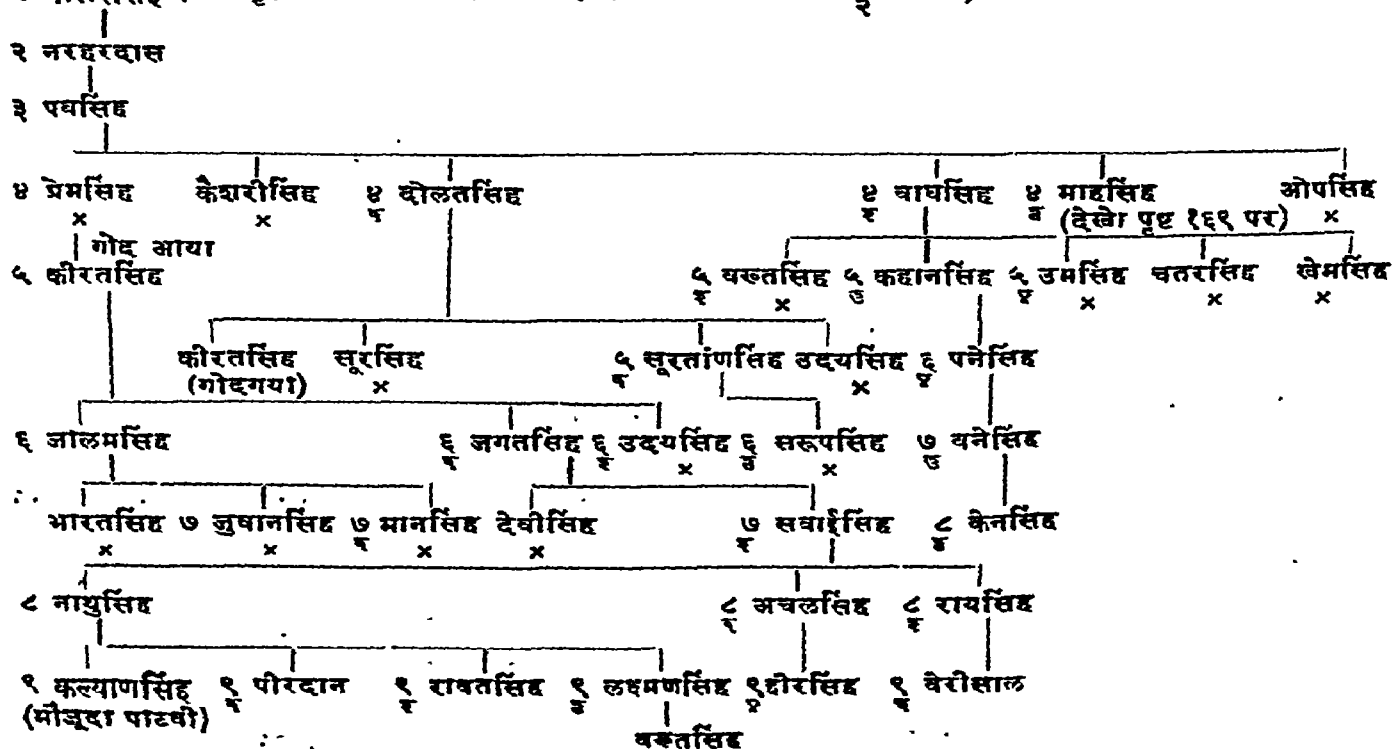 २ नरहरदास
३ पद्मसिंह
४ प्रेमसिंह × कैशरीसिंह × ४ दोलतसिंह ४ वाघसिंह ४ माहसिंह ओपसिंह
(देखो पृष्ट १६९ पर) ×
गोद आया
५ कीरतसिंह ५ वख्तसिंह × ५ कहानसिंह ५ उमसिंह × चतरसिंह × खेमसिंह ×
कीरतसिंह सूरसिंह × ५ सूरतांणसिंह उदयसिंह × ६ पनेसिंह
(गोदगया)
६ जालमसिंह ६ जगतसिंह ६ उदयसिंह × ६ सरूपसिंह × ७ वनेसिंह
भारतसिंह × ७ जुवानसिंह × ७ मानसिंह × देवीसिंह × ७ सवाईसिंह ८ केनसिंह
८ नाथुसिंह ८ अचलसिंह ८ रायसिंह
९ कल्याणसिंह ९ पीरदान ९ रावतसिंह ९ लक्ष्मणसिंह ९ हीरसिंह ९ वेरीसाल
(मौजूदा पाटवी)
वक्तसिंह